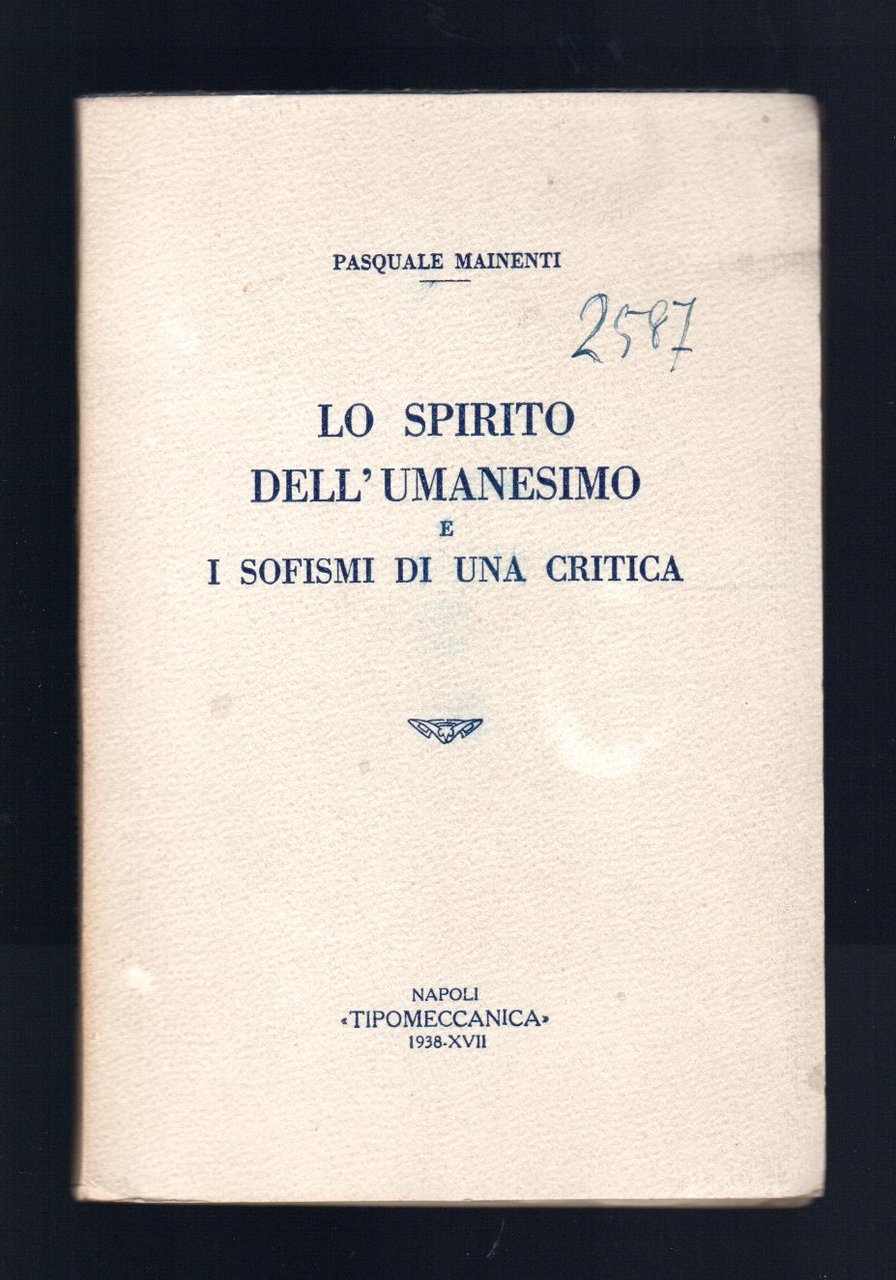 PASQUALE MAINENTI
2587
LO SPIRITO
DELL'UMANESIMO
E
I SOFISMI DI UNA CRITICA
NAPOLI
«TIPOMECCANICA»
1938-XVII